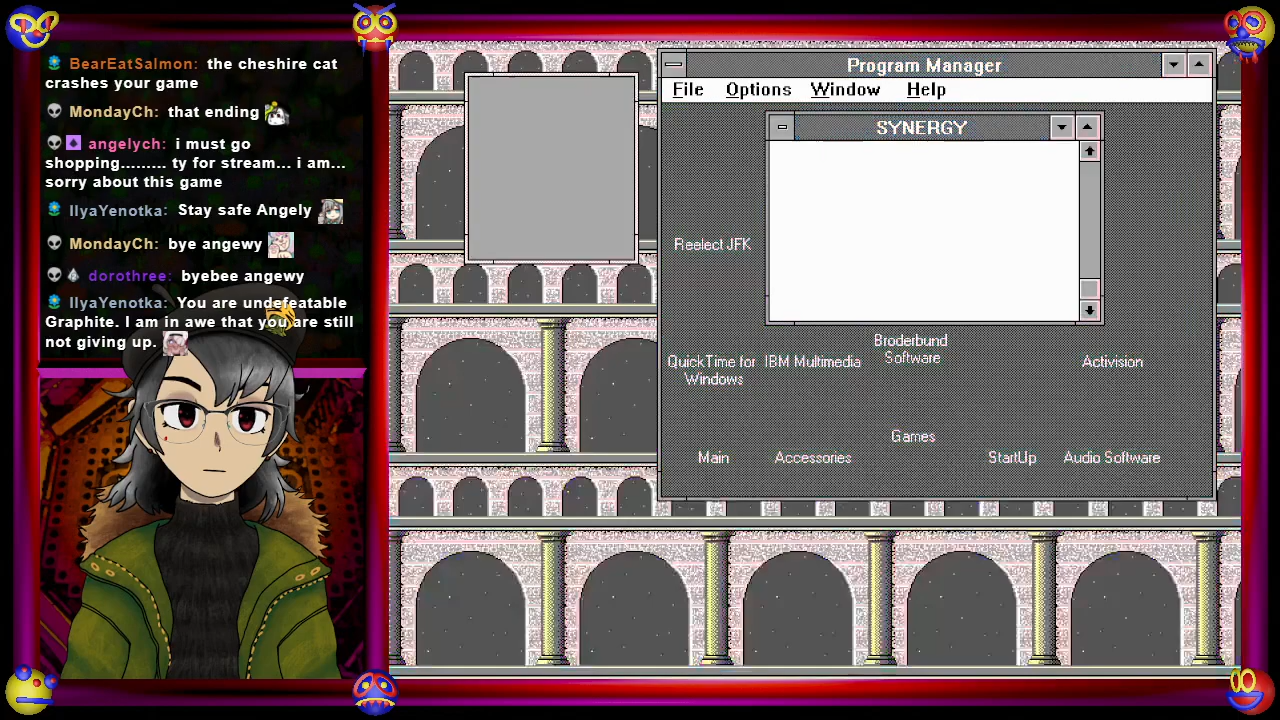 BearEatSalmon: the cheshire cat
crashes your game
MondayCh: that ending
angelych: i must go
shopping......... ty for stream... i am...
sorry about this game
IlyaYenotka: Stay safe Angely
MondayCh: bye angewy
dorothree: byebee angewy
IlyaYenotka: You are undefeatable
Graphite. I am in awe that you are still
not giving up.
Program Manager
File Options Window Help
SYNERGY
Reelect JFK
QuickTime for
Windows
IBM Multimedia
Broderbund
Software
Activision
Main
Accessories
Games
StartUp
Audio Software